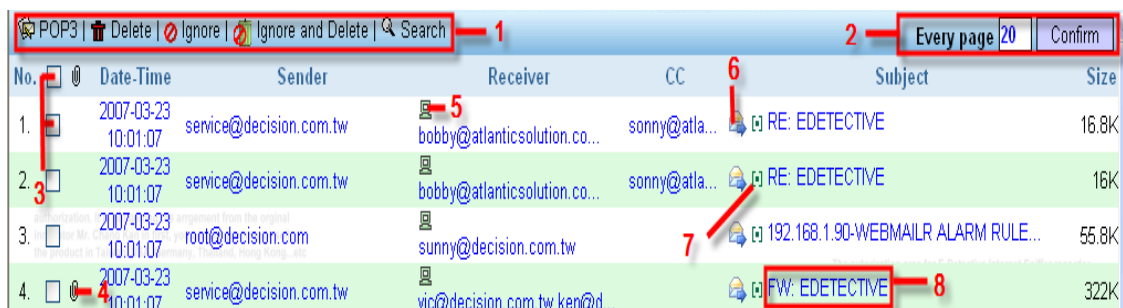 POP3 | Delete | Ignore | Ignore and Delete | Search 1 2 Every page 20 Confirm
No. Date-Time Sender Receiver CC 6 Subject Size
1. 2007-03-23 10:01:07 service@decision.com.tw 5 bobby@atlanticsolution.co... sonny@atla... RE: EDETECTIVE 16.8K
3
2. 2007-03-23 10:01:07 service@decision.com.tw bobby@atlanticsolution.co... sonny@atla... RE: EDETECTIVE 16K
7
3. 2007-03-23 10:01:07 root@decision.com sunny@decision.com.tw 192.168.1.90-WEBMAILR ALARM RULE... 55.8K
4. 4 2007-03-23 10:01:07 service@decision.com.tw vic@decision.com.tw,ken@d... FW: EDETECTIVE 8 322K